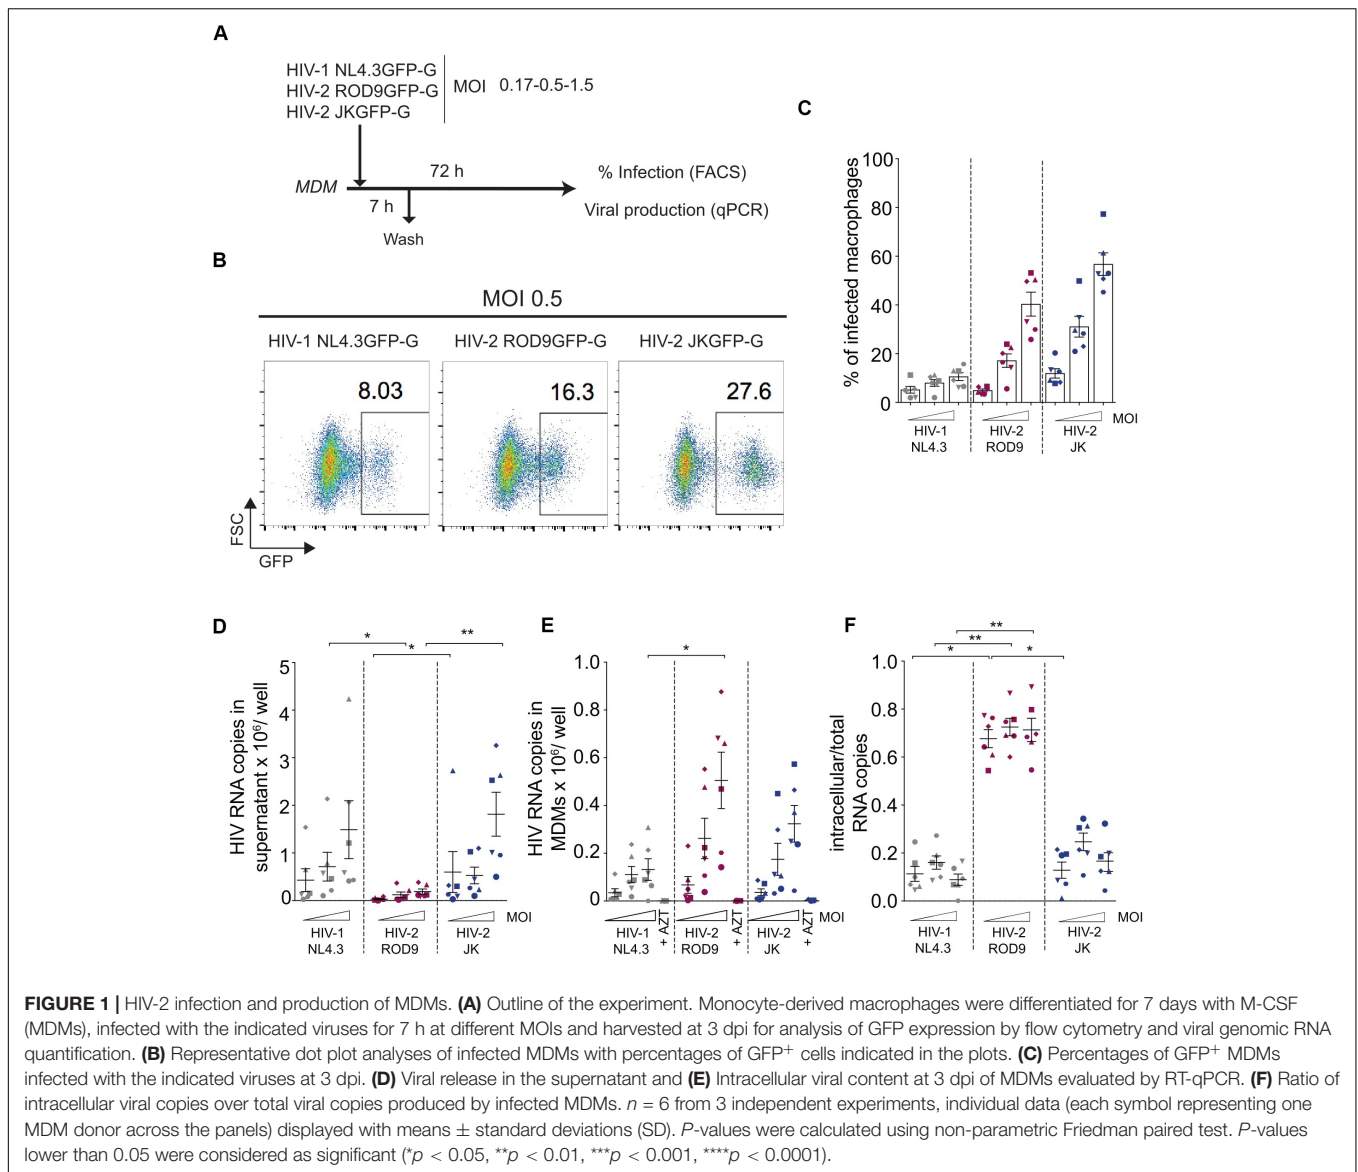 A
HIV-1 NL4.3GFP-G
HIV-2 ROD9GFP-G
HIV-2 JKGFP-G
MOI 0.17-0.5-1.5
72 h
MDM
7 h
Wash
% Infection (FACS)
Viral production (qPCR)
B
MOI 0.5
HIV-1 NL4.3GFP-G HIV-2 ROD9GFP-G HIV-2 JKGFP-G
8.03 16.3 27.6
FSC
GFP
C
% of infected macrophages
100
80
60
40
20
0
MOI
HIV-1 HIV-2 HIV-2
NL4.3 ROD9 JK
D
* **
*
HIV RNA copies in
supernatant x 10⁶/ well
5
4
3
2
1
0
MOI
HIV-1 HIV-2 HIV-2
NL4.3 ROD9 JK
E
*
HIV RNA copies in
MDMs x 10⁶/ well
1.0
0.8
0.6
0.4
0.2
0
+ AZT + AZT + AZT
MOI
HIV-1 HIV-2 HIV-2
NL4.3 ROD9 JK
F
**
**
* *
intracellular/total
RNA copies
1.0
0.8
0.6
0.4
0.2
0.0
MOI
HIV-1 HIV-2 HIV-2
NL4.3 ROD9 JK
FIGURE 1 | HIV-2 infection and production of MDMs. (A) Outline of the experiment. Monocyte-derived macrophages were differentiated for 7 days with M-CSF
(MDMs), infected with the indicated viruses for 7 h at different MOIs and harvested at 3 dpi for analysis of GFP expression by flow cytometry and viral genomic RNA
quantification. (B) Representative dot plot analyses of infected MDMs with percentages of GFP⁺ cells indicated in the plots. (C) Percentages of GFP⁺ MDMs
infected with the indicated viruses at 3 dpi. (D) Viral release in the supernatant and (E) Intracellular viral content at 3 dpi of MDMs evaluated by RT-qPCR. (F) Ratio of
intracellular viral copies over total viral copies produced by infected MDMs. n = 6 from 3 independent experiments, individual data (each symbol representing one
MDM donor across the panels) displayed with means ± standard deviations (SD). P-values were calculated using non-parametric Friedman paired test. P-values
lower than 0.05 were considered as significant (*p < 0.05, **p < 0.01, ***p < 0.001, ****p < 0.0001).